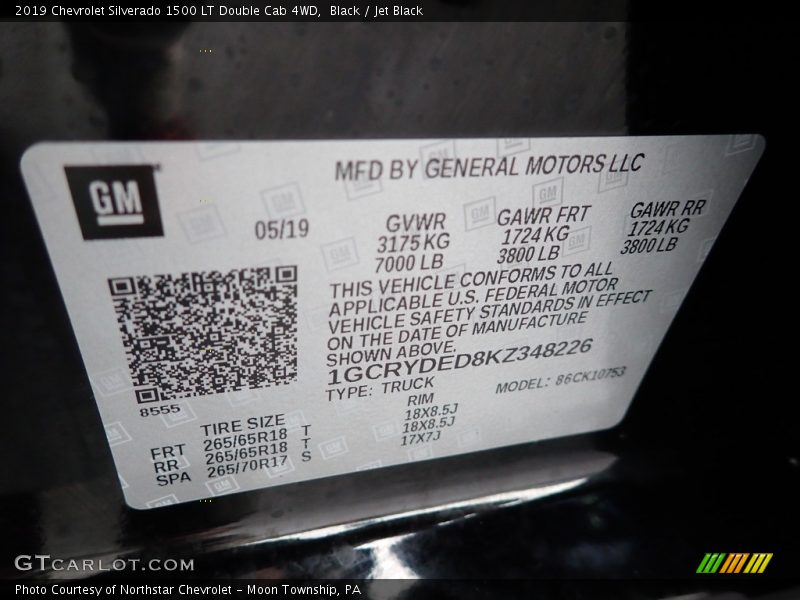 2019 Chevrolet Silverado 1500 LT Double Cab 4WD, Black / Jet Black
GM
MFD BY GENERAL MOTORS LLC
05/19
GVWR
3175 KG
7000 LB
GAWR FRT
1724 KG
3800 LB
GAWR RR
1724 KG
3800 LB
THIS VEHICLE CONFORMS TO ALL
APPLICABLE U.S. FEDERAL MOTOR
VEHICLE SAFETY STANDARDS IN EFFECT
ON THE DATE OF MANUFACTURE
SHOWN ABOVE.
1GCRYDED8KZ348226
TYPE: TRUCK
MODEL: 86CK10753
8555
TIRE SIZE
RIM
FRT 265/65R18 T 18X8.5J
RR 265/65R18 T 18X8.5J
SPA 265/70R17 S 17X7J
GTCARLOT.COM
Photo Courtesy of Northstar Chevrolet - Moon Township, PA